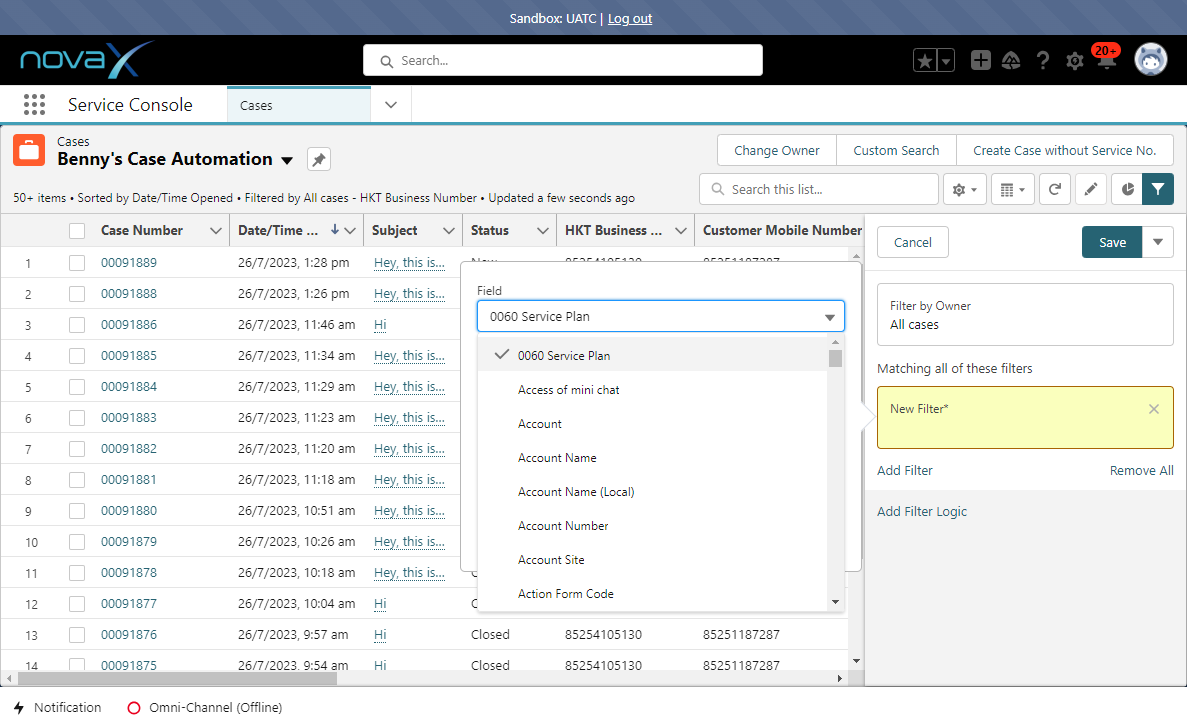 Sandbox: UATC | Log out
novaX
Search...
20+
Service Console
Cases
Cases
Benny's Case Automation
Change Owner
Custom Search
Create Case without Service No.
50+ items • Sorted by Date/Time Opened • Filtered by All cases - HKT Business Number • Updated a few seconds ago
Search this list...
Case Number Date/Time ... Subject Status HKT Business ... Customer Mobile Number
1 00091889 26/7/2023, 1:28 pm Hey, this is... New 85254105130 85251187287
2 00091888 26/7/2023, 1:26 pm Hey, this is...
3 00091886 26/7/2023, 11:46 am Hi
4 00091885 26/7/2023, 11:34 am Hey, this is...
5 00091884 26/7/2023, 11:29 am Hey, this is...
6 00091883 26/7/2023, 11:23 am Hey, this is...
7 00091882 26/7/2023, 11:20 am Hey, this is...
8 00091881 26/7/2023, 11:18 am Hey, this is...
9 00091880 26/7/2023, 10:51 am Hey, this is...
10 00091879 26/7/2023, 10:26 am Hey, this is...
11 00091878 26/7/2023, 10:18 am Hey, this is...
12 00091877 26/7/2023, 10:04 am Hi
13 00091876 26/7/2023, 9:57 am Hi Closed 85254105130 85251187287
14 00091875 26/7/2023, 9:54 am Hi Closed 85254105130 85251187287
Field
0060 Service Plan
0060 Service Plan
Access of mini chat
Account
Account Name
Account Name (Local)
Account Number
Account Site
Action Form Code
Cancel
Save
Filter by Owner
All cases
Matching all of these filters
New Filter*
Add Filter
Remove All
Add Filter Logic
Notification
Omni-Channel (Offline)